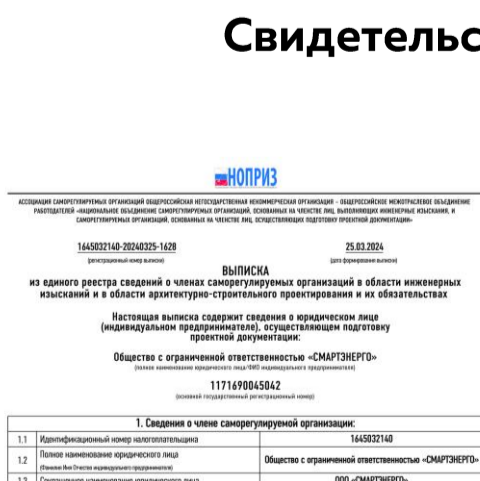 Свидетельс
НОПРИЗ
АССОЦИАЦИЯ САМОРЕГУЛИРУЕМЫХ ОРГАНИЗАЦИЙ ОБЩЕРОССИЙСКАЯ НЕГОСУДАРСТВЕННАЯ НЕКОММЕРЧЕСКАЯ ОРГАНИЗАЦИЯ - ОБЩЕРОССИЙСКОЕ МЕЖОТРАСЛЕВОЕ ОБЪЕДИНЕНИЕ
РАБОТОДАТЕЛЕЙ «НАЦИОНАЛЬНОЕ ОБЪЕДИНЕНИЕ САМОРЕГУЛИРУЕМЫХ ОРГАНИЗАЦИЙ, ОСНОВАННЫХ НА ЧЛЕНСТВЕ ЛИЦ, ВЫПОЛНЯЮЩИХ ИНЖЕНЕРНЫЕ ИЗЫСКАНИЯ, И
САМОРЕГУЛИРУЕМЫХ ОРГАНИЗАЦИЙ, ОСНОВАННЫХ НА ЧЛЕНСТВЕ ЛИЦ, ОСУЩЕСТВЛЯЮЩИХ ПОДГОТОВКУ ПРОЕКТНОЙ ДОКУМЕНТАЦИИ»
1645032140-20240325-1628 25.03.2024
(регистрационный номер выписки) (дата формирования выписки)
ВЫПИСКА
из единого реестра сведений о членах саморегулируемых организаций в области инженерных
изысканий и в области архитектурно-строительного проектирования и их обязательствах
Настоящая выписка содержит сведения о юридическом лице
(индивидуальном предпринимателе), осуществляющем подготовку
проектной документации:
Общество с ограниченной ответственностью «СМАРТЭНЕРГО»
(полное наименование юридического лица/ФИО индивидуального предпринимателя)
1171690045042
(основной государственный регистрационный номер)
1. Сведения о члене саморегулируемой организации:
1.1 Идентификационный номер налогоплательщика 1645032140
1.2 Полное наименование юридического лица Общество с ограниченной ответственностью «СМАРТЭНЕРГО»
(Фамилия Имя Отчество индивидуального предпринимателя)
1.3 Сокращенное наименование юридического лица ООО «СМАРТЭНЕРГО»